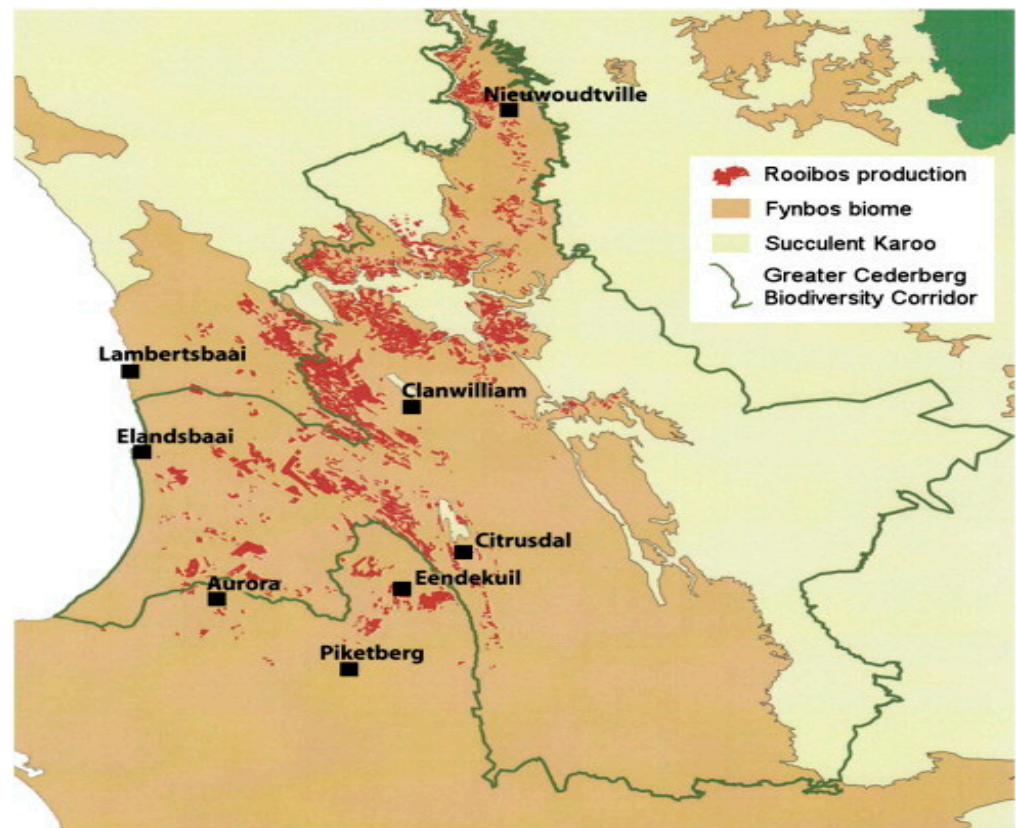 Nieuwoudtville
Rooibos production
Fynbos biome
Succulent Karoo
Greater Cederberg
Biodiversity Corridor
Lambertsbaai
Clanwilliam
Elandsbaai
Citrusdal
Eendekuil
Aurora
Piketberg